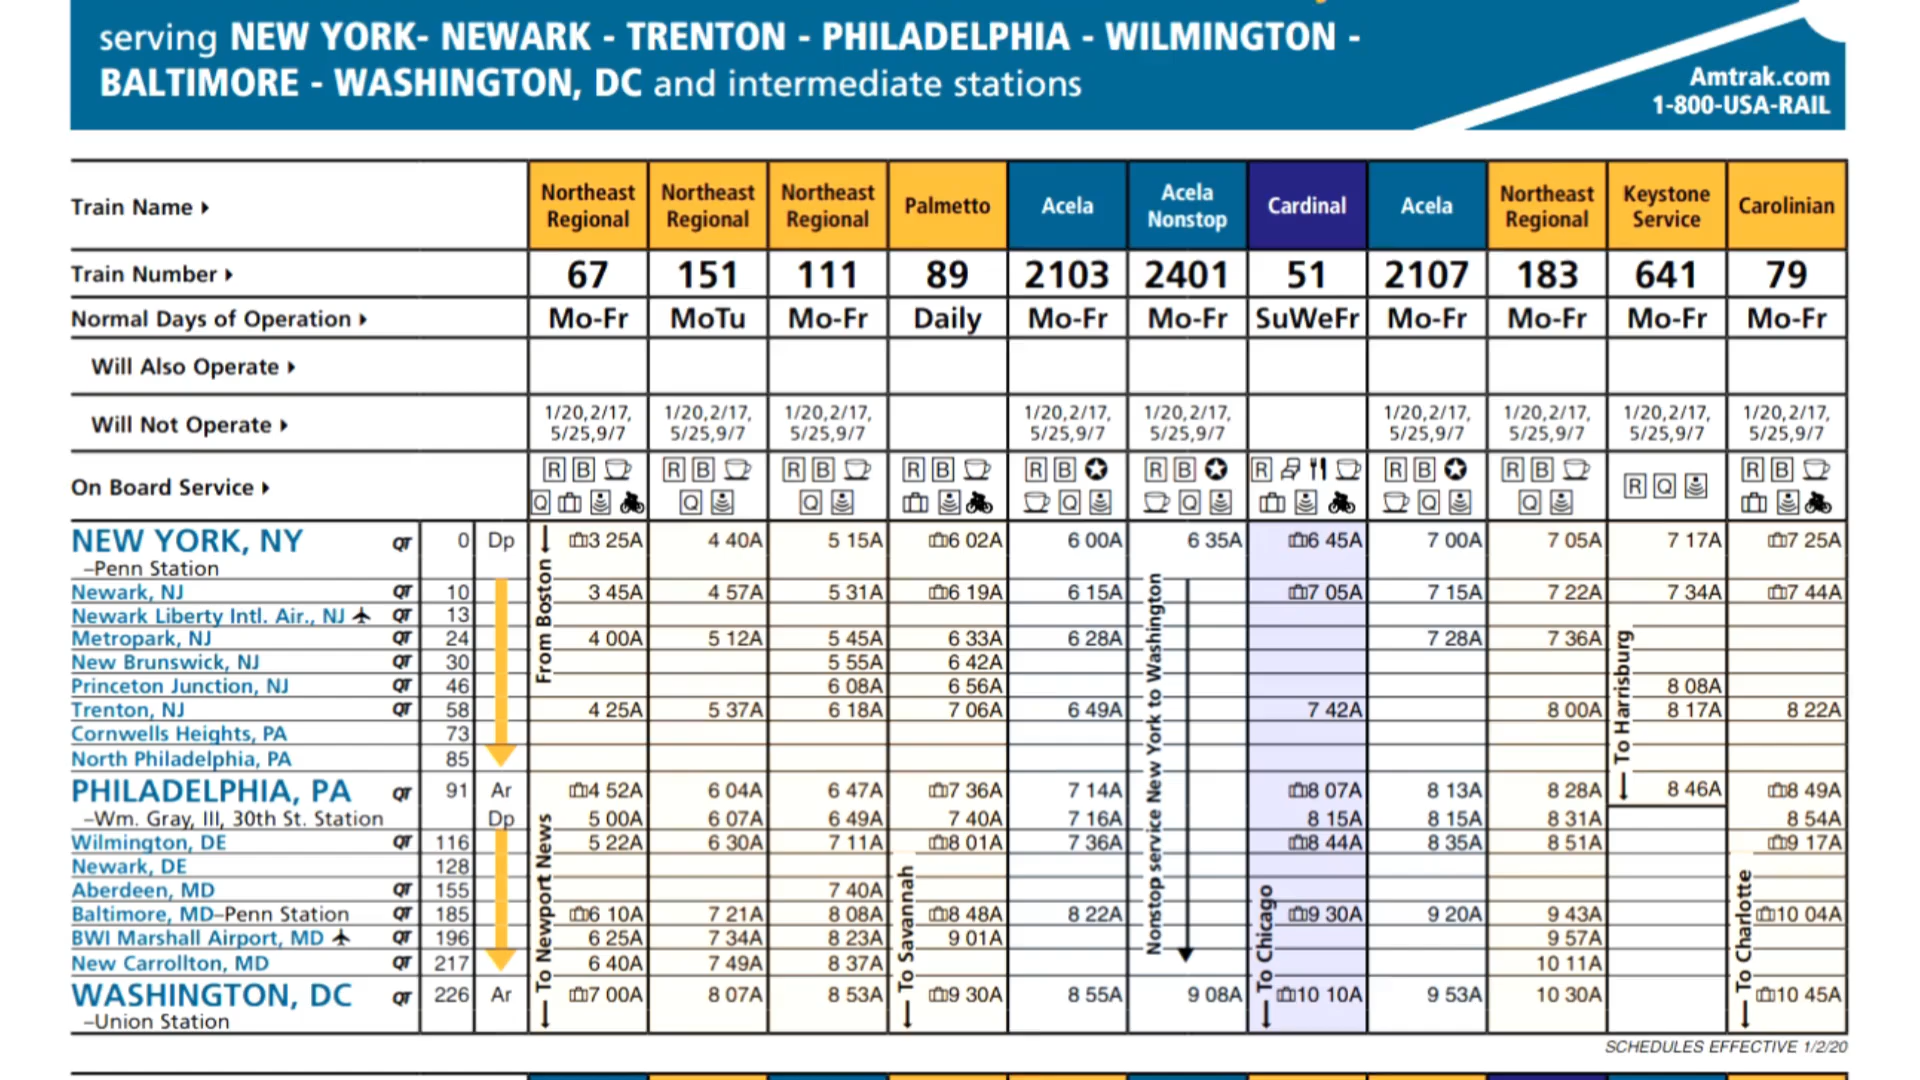 serving NEW YORK- NEWARK - TRENTON - PHILADELPHIA - WILMINGTON -
BALTIMORE - WASHINGTON, DC and intermediate stations
Amtrak.com
1-800-USA-RAIL
Train Name Northeast Regional Northeast Regional Northeast Regional Palmetto Acela Acela Nonstop Cardinal Acela Northeast Regional Keystone Service Carolinian
Train Number 67 151 111 89 2103 2401 51 2107 183 641 79
Normal Days of Operation Mo-Fr MoTu Mo-Fr Daily Mo-Fr Mo-Fr SuWeFr Mo-Fr Mo-Fr Mo-Fr Mo-Fr
Will Also Operate
Will Not Operate 1/20,2/17, 5/25,9/7 1/20,2/17, 5/25,9/7 1/20,2/17, 5/25,9/7 1/20,2/17, 5/25,9/7 1/20,2/17, 5/25,9/7 1/20,2/17, 5/25,9/7 1/20,2/17, 5/25,9/7 1/20,2/17, 5/25,9/7 1/20,2/17, 5/25,9/7
On Board Service R B Q R B Q R B Q R B R B Q R B Q R R B Q R B Q R Q R B
NEW YORK, NY QT 0 Dp 3 25A 4 40A 5 15A 6 02A 6 00A 6 35A 6 45A 7 00A 7 05A 7 17A 7 25A
–Penn Station
Newark, NJ QT 10 3 45A 4 57A 5 31A 6 19A 6 15A 7 05A 7 15A 7 22A 7 34A 7 44A
Newark Liberty Intl. Air., NJ QT 13
Metropark, NJ QT 24 4 00A 5 12A 5 45A 6 33A 6 28A 7 28A 7 36A
New Brunswick, NJ QT 30 5 55A 6 42A
Princeton Junction, NJ QT 46 6 08A 6 56A 8 08A
Trenton, NJ QT 58 4 25A 5 37A 6 18A 7 06A 6 49A 7 42A 8 00A 8 17A 8 22A
Cornwells Heights, PA 73
North Philadelphia, PA 85
PHILADELPHIA, PA QT 91 Ar 4 52A 6 04A 6 47A 7 36A 7 14A 8 07A 8 13A 8 28A 8 46A 8 49A
–Wm. Gray, III, 30th St. Station Dp 5 00A 6 07A 6 49A 7 40A 7 16A 8 15A 8 15A 8 31A 8 54A
Wilmington, DE QT 116 5 22A 6 30A 7 11A 8 01A 7 36A 8 44A 8 35A 8 51A 9 17A
Newark, DE 128
Aberdeen, MD QT 155 7 40A
Baltimore, MD–Penn Station QT 185 6 10A 7 21A 8 08A 8 48A 8 22A 9 30A 9 20A 9 43A 10 04A
BWI Marshall Airport, MD QT 196 6 25A 7 34A 8 23A 9 01A 9 57A
New Carrollton, MD QT 217 6 40A 7 49A 8 37A 10 11A
WASHINGTON, DC QT 226 Ar 7 00A 8 07A 8 53A 9 30A 8 55A 9 08A 10 10A 9 53A 10 30A 10 45A
–Union Station
From Boston
To Newport News
To Savannah
Nonstop service New York to Washington
To Chicago
To Harrisburg
To Charlotte
SCHEDULES EFFECTIVE 1/2/20